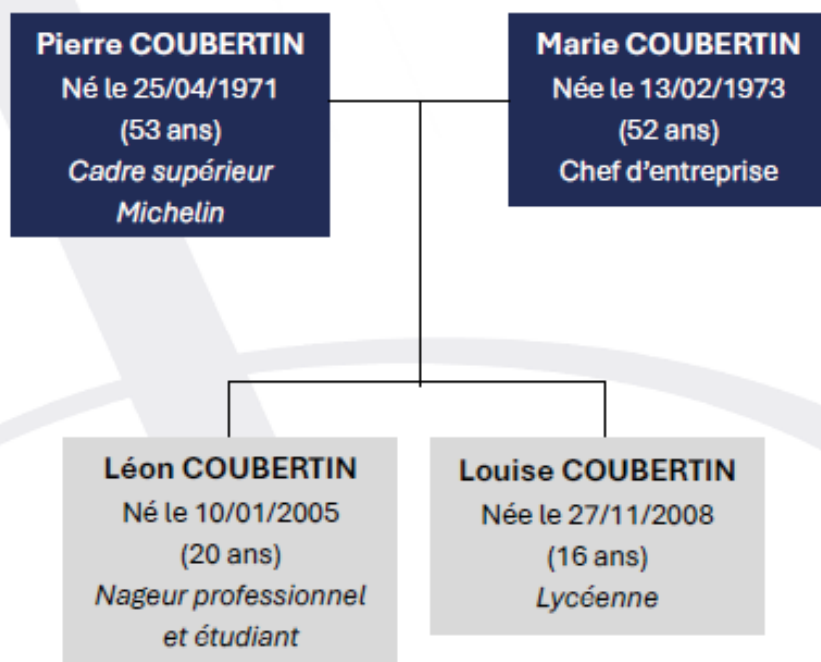 Pierre COUBERTIN
Né le 25/04/1971
(53 ans)
Cadre supérieur
Michelin
Marie COUBERTIN
Née le 13/02/1973
(52 ans)
Chef d'entreprise
Léon COUBERTIN
Né le 10/01/2005
(20 ans)
Nageur professionnel
et étudiant
Louise COUBERTIN
Née le 27/11/2008
(16 ans)
Lycéenne